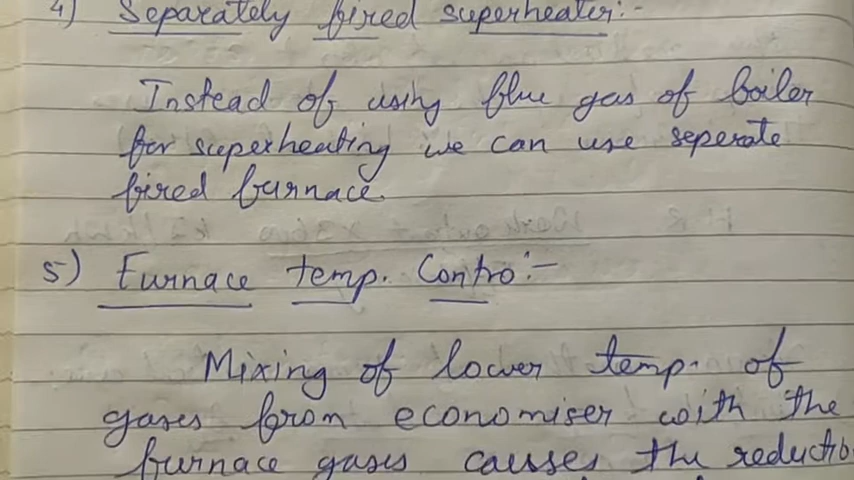 4) Separately fired superheater:-
Instead of using flue gas of boiler
for superheating we can use seperate
fired furnace.
5) Furnace temp. Contro:-
Mixing of lower temp. of
gases from economiser with the
furnace gases causes the reductio